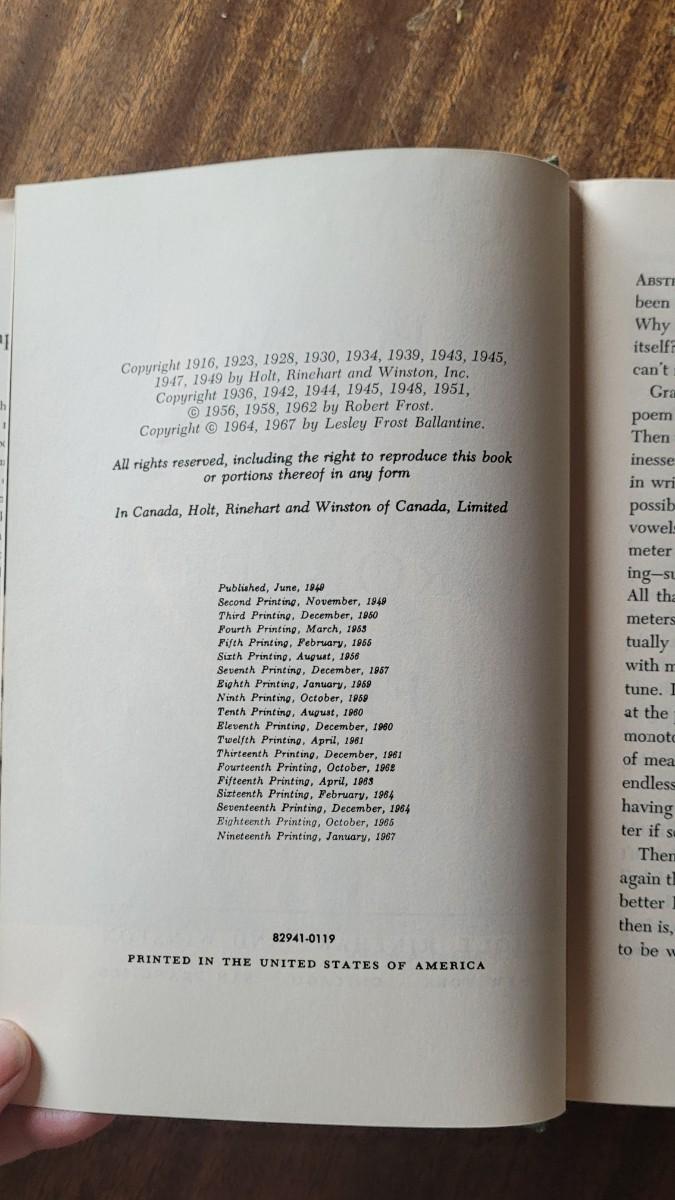 Copyright 1916, 1923, 1928, 1930, 1934, 1939, 1943, 1945,
1947, 1949 by Holt, Rinehart and Winston, Inc.
Copyright 1936, 1942, 1944, 1945, 1948, 1951,
© 1956, 1958, 1962 by Robert Frost.
Copyright © 1964, 1967 by Lesley Frost Ballantine.
All rights reserved, including the right to reproduce this book
or portions thereof in any form
In Canada, Holt, Rinehart and Winston of Canada, Limited
Published, June, 1949
Second Printing, November, 1949
Third Printing, December, 1950
Fourth Printing, March, 1953
Fifth Printing, February, 1955
Sixth Printing, August, 1956
Seventh Printing, December, 1957
Eighth Printing, January, 1959
Ninth Printing, October, 1959
Tenth Printing, August, 1960
Eleventh Printing, December, 1960
Twelfth Printing, April, 1961
Thirteenth Printing, December, 1961
Fourteenth Printing, October, 1962
Fifteenth Printing, April, 1963
Sixteenth Printing, February, 1964
Seventeenth Printing, December, 1964
Eighteenth Printing, October, 1965
Nineteenth Printing, January, 1967
82941-0119
PRINTED IN THE UNITED STATES OF AMERICA
ABST
been
Why
itself?
can't
Gra
poem
Then
inesse
in wri
possib
vowels
meter
ing—su
All tha
meters
tually
with m
tune. I
at the
monoto
of mea
endless
having
ter if s
Then
again th
better
then is,
to be w